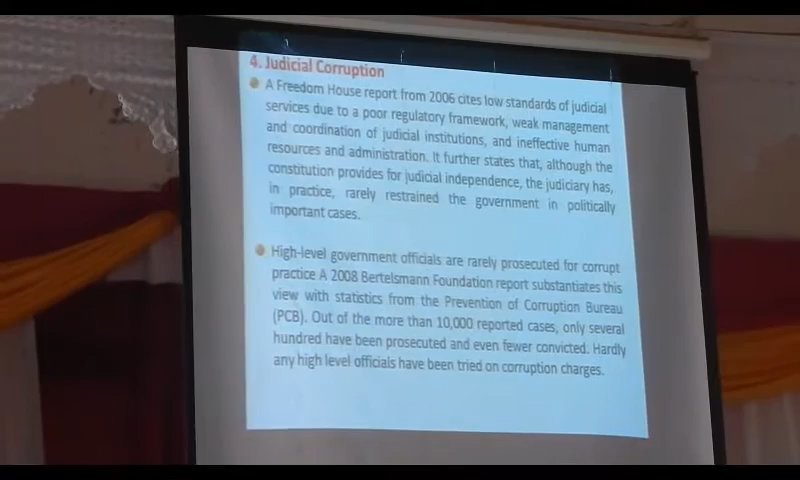 4. Judicial Corruption
A Freedom House report from 2006 cites low standards of judicial
services due to a poor regulatory framework, weak management
and coordination of judicial institutions, and ineffective human
resources and administration. It further states that, although the
constitution provides for judicial independence, the judiciary has,
in practice, rarely restrained the government in politically
important cases.
High-level government officials are rarely prosecuted for corrupt
practice A 2008 Bertelsmann Foundation report substantiates this
view with statistics from the Prevention of Corruption Bureau
(PCB). Out of the more than 10,000 reported cases, only several
hundred have been prosecuted and even fewer convicted. Hardly
any high level officials have been tried on corruption charges.